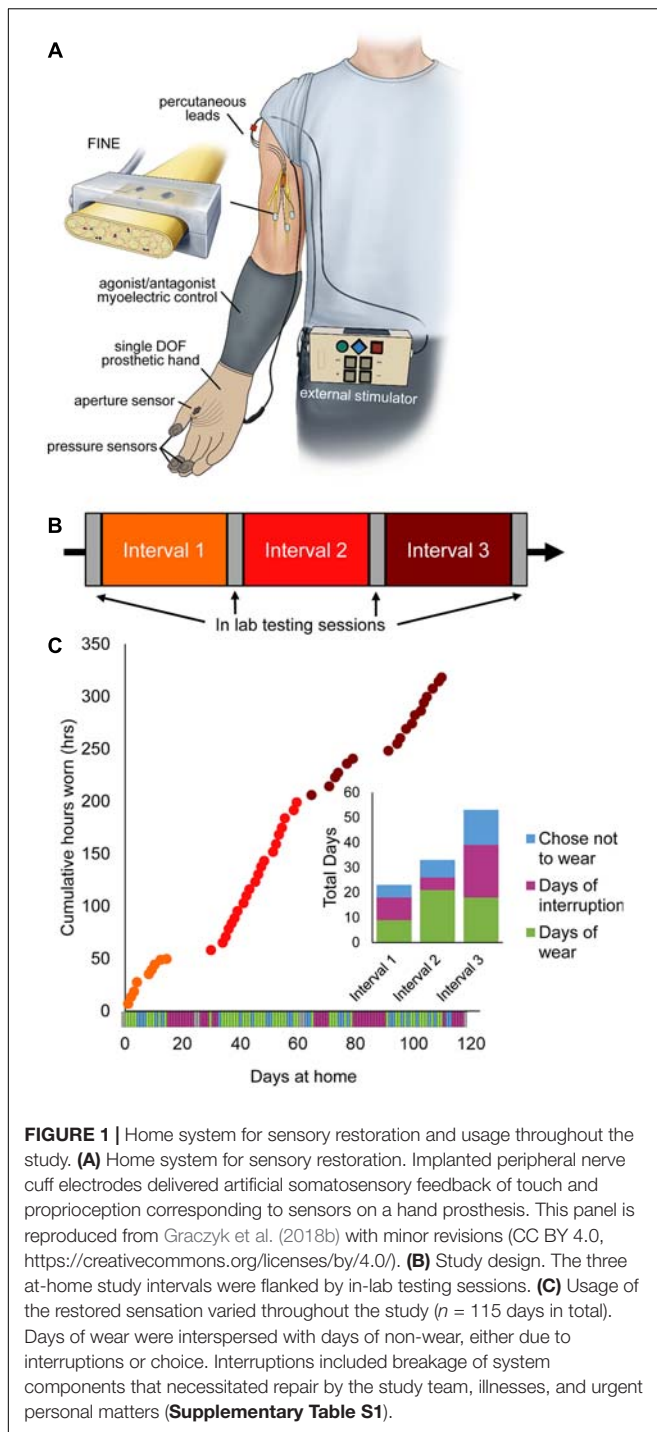 A
percutaneous
leads
FINE
agonist/antagonist
myoelectric control
single DOF
prosthetic hand
aperture sensor
pressure sensors
external stimulator
B
Interval 1 Interval 2 Interval 3
In lab testing sessions
C
Cumulative hours worn (hrs)
350
300
250
200
150
100
50
0
0 20 40 60 80 100 120
Days at home
Total Days
60
50
40
30
20
10
0
Interval 1
Interval 2
Interval 3
Chose not
to wear
Days of
interruption
Days of
wear
FIGURE 1 | Home system for sensory restoration and usage throughout the
study. (A) Home system for sensory restoration. Implanted peripheral nerve
cuff electrodes delivered artificial somatosensory feedback of touch and
proprioception corresponding to sensors on a hand prosthesis. This panel is
reproduced from Graczyk et al. (2018b) with minor revisions (CC BY 4.0,
https://creativecommons.org/licenses/by/4.0/). (B) Study design. The three
at-home study intervals were flanked by in-lab testing sessions. (C) Usage of
the restored sensation varied throughout the study (n = 115 days in total).
Days of wear were interspersed with days of non-wear, either due to
interruptions or choice. Interruptions included breakage of system
components that necessitated repair by the study team, illnesses, and urgent
personal matters (Supplementary Table S1).